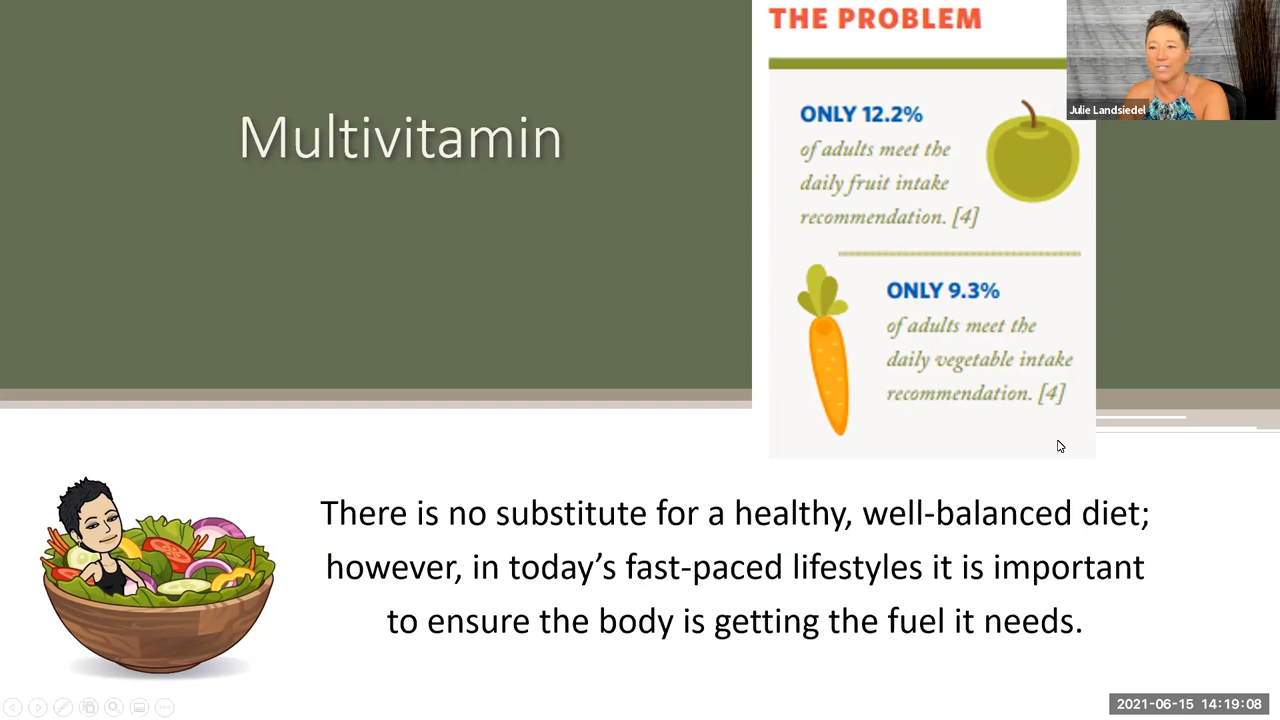 Multivitamin
THE PROBLEM
ONLY 12.2%
of adults meet the
daily fruit intake
recommendation. [4]
ONLY 9.3%
of adults meet the
daily vegetable intake
recommendation. [4]
Julie Landsiedel
There is no substitute for a healthy, well-balanced diet;
however, in today’s fast-paced lifestyles it is important
to ensure the body is getting the fuel it needs.
2021-06-15 14:19:08